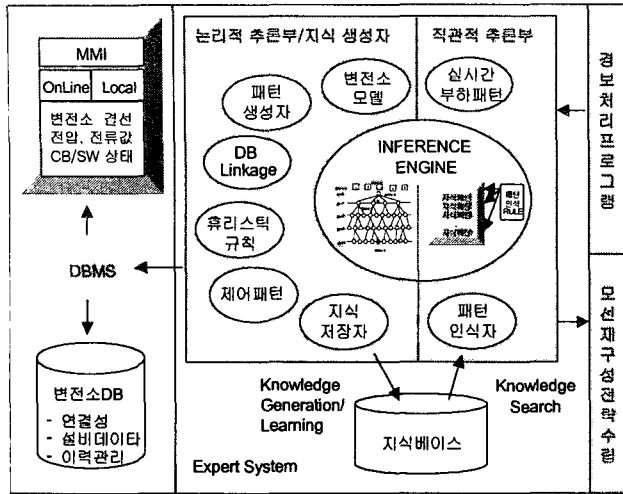 MMI
OnLine
Local
변전소 결선
전압, 전류값
CB/SW 상태
DBMS
변전소DB
- 연결성
- 설비데이타
- 이력관리
논리적 추론부/지식 생성자
직관적 추론부
패턴
생성자
변전소
모델
실시간
부하패턴
DB
Linkage
INFERENCE
ENGINE
패턴
인식
RULE
휴리스틱
규칙
제어패턴
지식
저장자
패턴
인식자
Knowledge
Generation/
Learning
Knowledge
Search
지식베이스
Expert System
경보처리프로그램
모선재구성전략수립